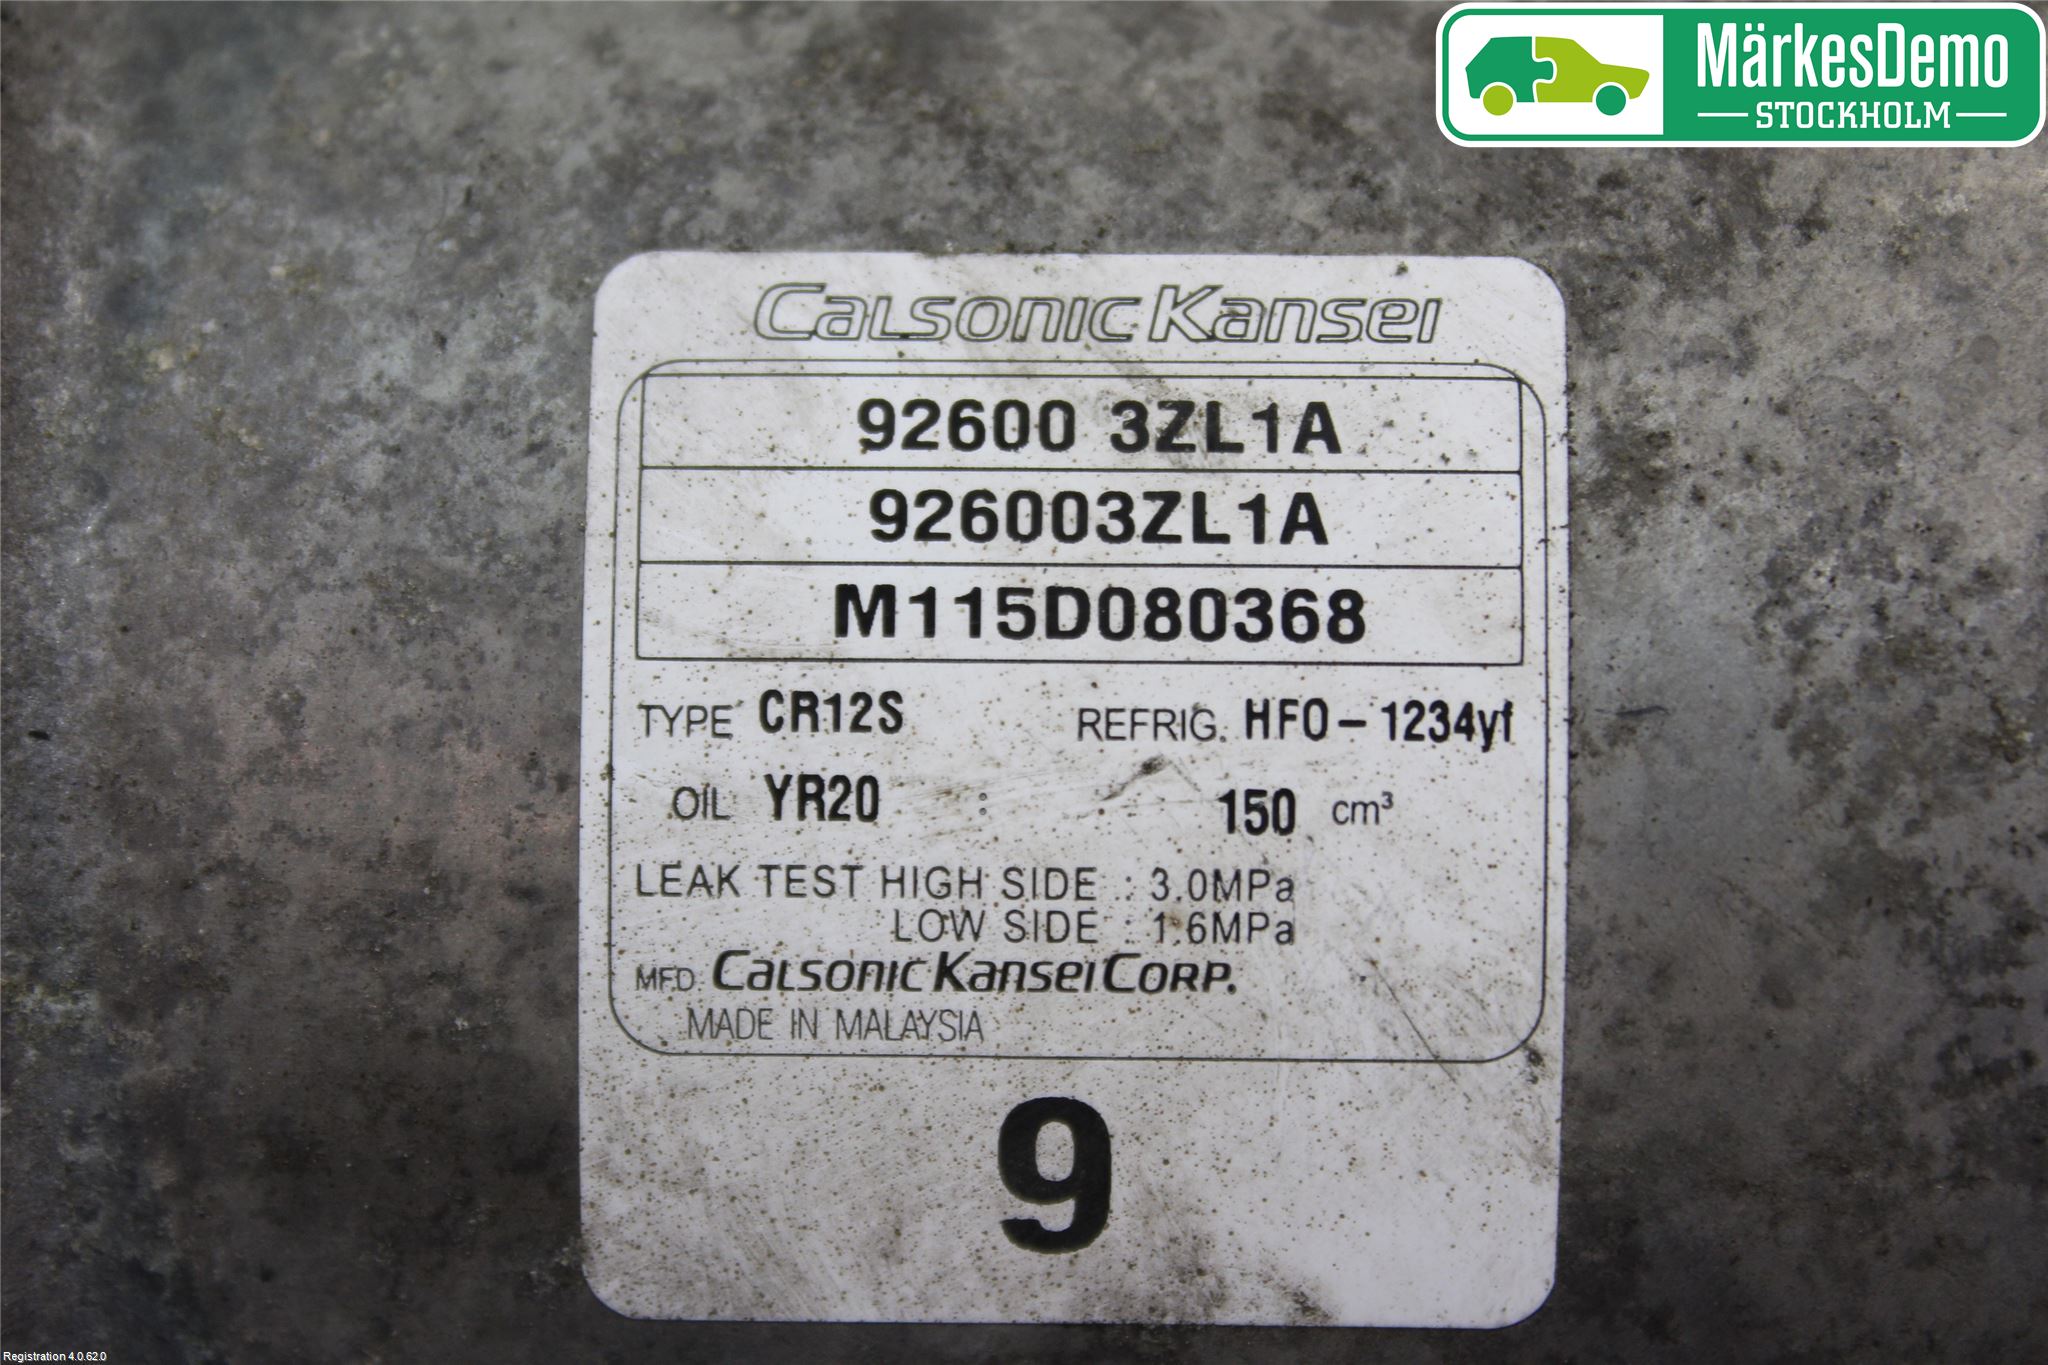 MärkesDemo
STOCKHOLM
CALSONIC KANSEI
92600 3ZL1A
926003ZL1A
M115D080368
TYPE CR12S REFRIG. HFO-1234yf
OIL YR20 : 150 cm³
LEAK TEST HIGH SIDE : 3.0MPa
LOW SIDE : 1.6MPa
MFD CALSONIC KANSEI CORP.
MADE IN MALAYSIA
9
Registration 4.0.62.0